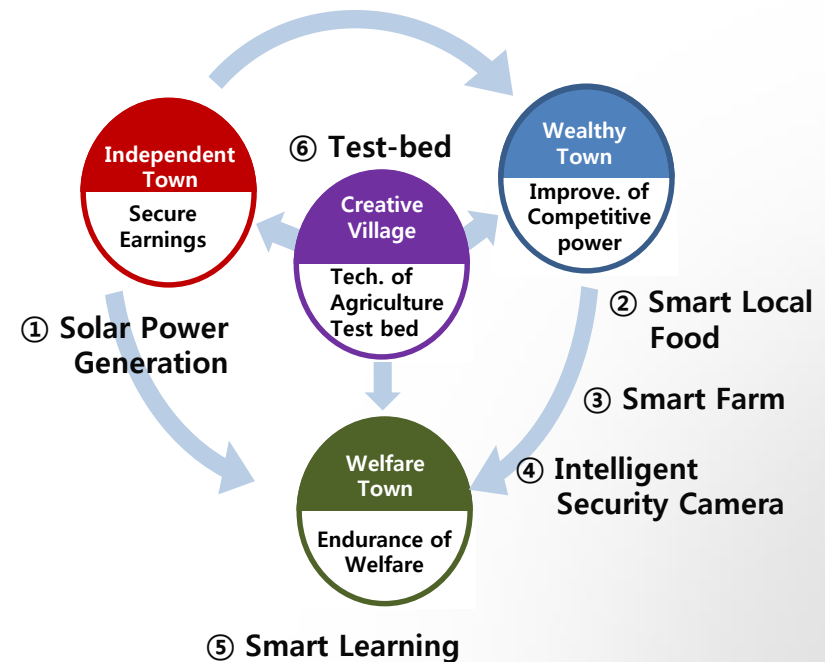 Independent
Town
Secure
Earnings
⑥ Test-bed
Wealthy
Town
Improve. of
Competitive
power
Creative
Village
Tech. of
Agriculture
Test bed
① Solar Power
Generation
② Smart Local
Food
③ Smart Farm
④ Intelligent
Security Camera
Welfare
Town
Endurance of
Welfare
⑤ Smart Learning